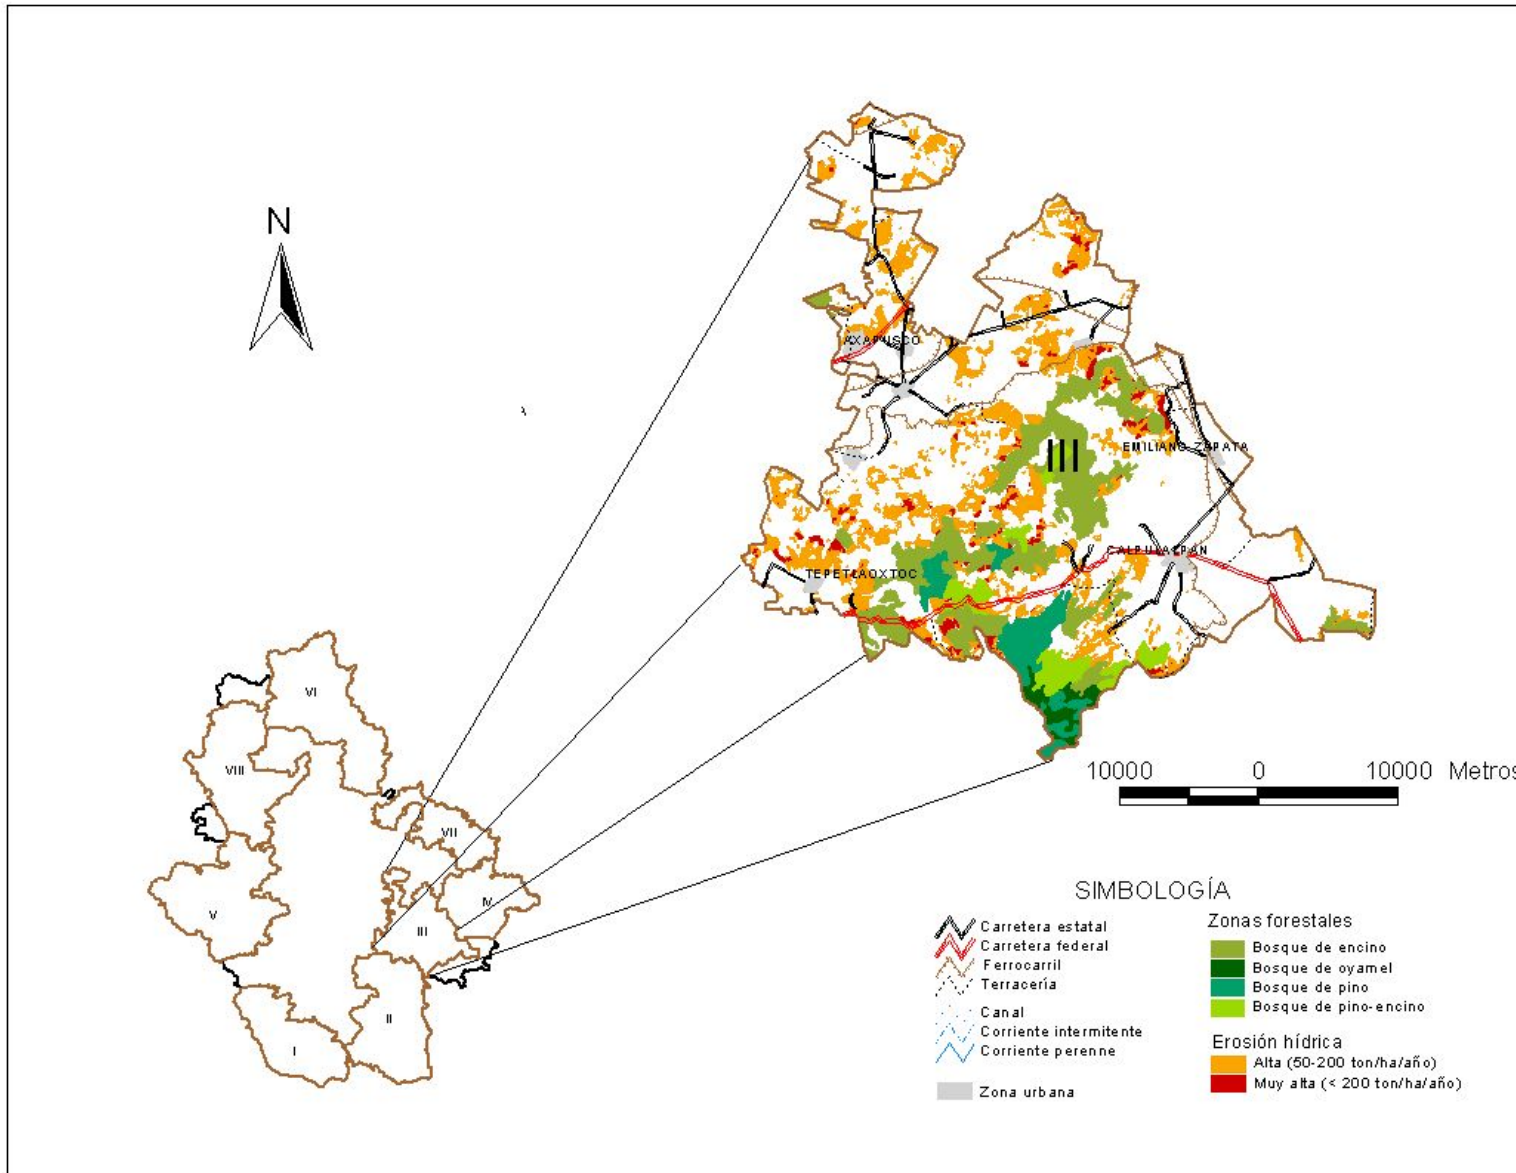 N
AXAPUSCO
III
EMILIANO ZAPATA
CALPULALPAN
TEPETLAOXTOC
10000 0 10000 Metros
VI
VIII
VII
V
IV
III
II
I
SIMBOLOGÍA
Carretera estatal
Carretera federal
Ferrocarril
Terracería
Canal
Corriente intermitente
Corriente perenne
Zona urbana
Zonas forestales
Bosque de encino
Bosque de oyamel
Bosque de pino
Bosque de pino-encino
Erosión hídrica
Alta (50-200 ton/ha/año)
Muy alta (< 200 ton/ha/año)